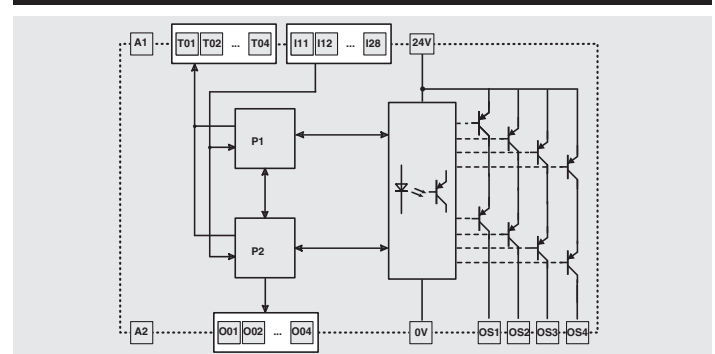 A1 T01 T02 ... T04 I11 I12 ... I28 24V
P1
P2
A2 O01 O02 ... O04 0V OS1 OS2 OS3 OS4